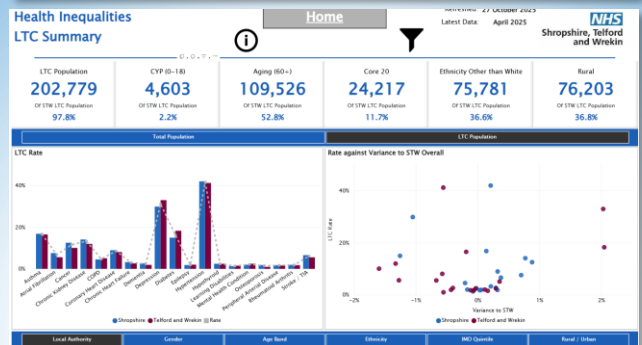 Health Inequalities
LTC Summary
Home
Refreshed: 27 October 2025
Latest Data: April 2025
NHS
Shropshire, Telford
and Wrekin
LTC Population
202,779
Of STW LTC Population
97.8%
CYP (0-18)
4,603
Of STW LTC Population
2.2%
Aging (60+)
109,526
Of STW LTC Population
52.8%
Core 20
24,217
Of STW LTC Population
11.7%
Ethnicity Other than White
75,781
Of STW LTC Population
36.6%
Rural
76,203
Of STW LTC Population
36.8%
Total Population
LTC Population
LTC Rate
40%
20%
0%
Asthma
Atrial Fibrillation
Cancer
Chronic Kidney Disease
COPD
Coronary Heart Disease
Chronic Heart Failure
Dementia
Depression
Diabetes
Epilepsy
Hypertension
Hypothyroid
Learning Disabilities
Mental Health Condition
Osteoporosis
Peripheral Arterial Disease
Rheumatoid Arthritis
Stroke / TIA
Shropshire
Telford and Wrekin
Rate
Rate against Variance to STW Overall
LTC Rate
40%
20%
0%
-2%
-1%
0%
1%
2%
Variance to STW
Shropshire
Telford and Wrekin
Local Authority
Gender
Age Band
Ethnicity
IMD Quintile
Rural / Urban